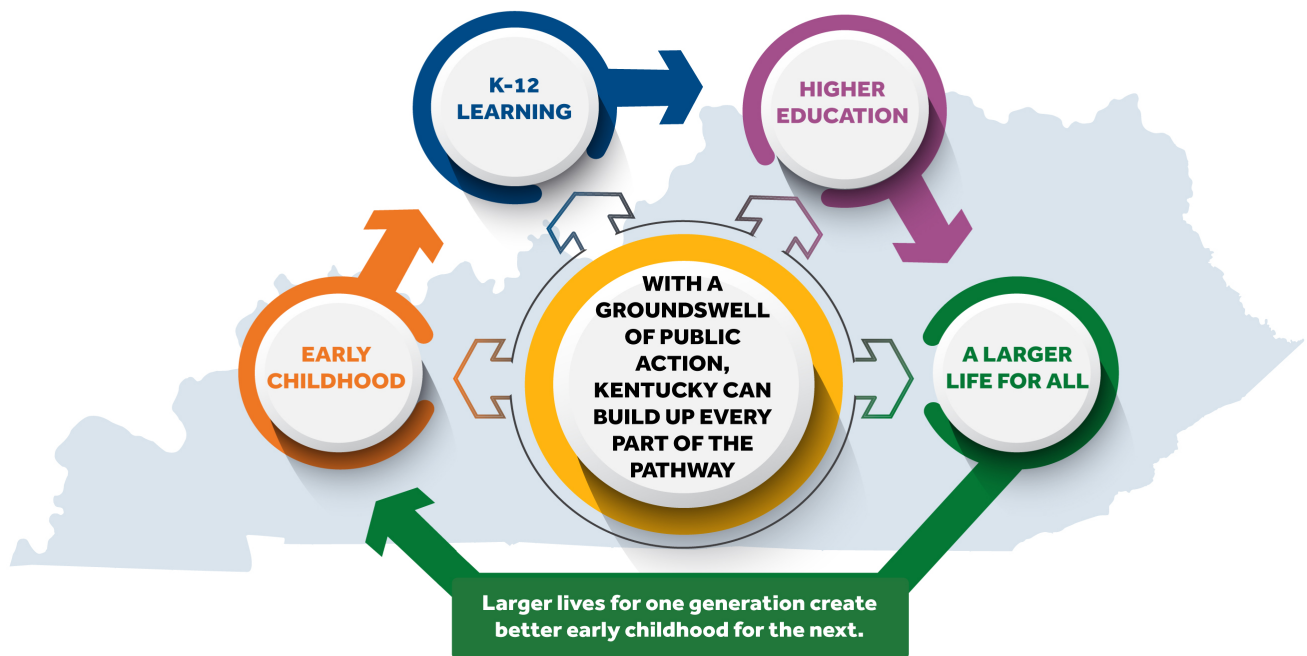 K-12
LEARNING
HIGHER
EDUCATION
EARLY
CHILDHOOD
WITH A
GROUNDSWELL
OF PUBLIC
ACTION,
KENTUCKY CAN
BUILD UP EVERY
PART OF THE
PATHWAY
A LARGER
LIFE FOR ALL
Larger lives for one generation create
better early childhood for the next.